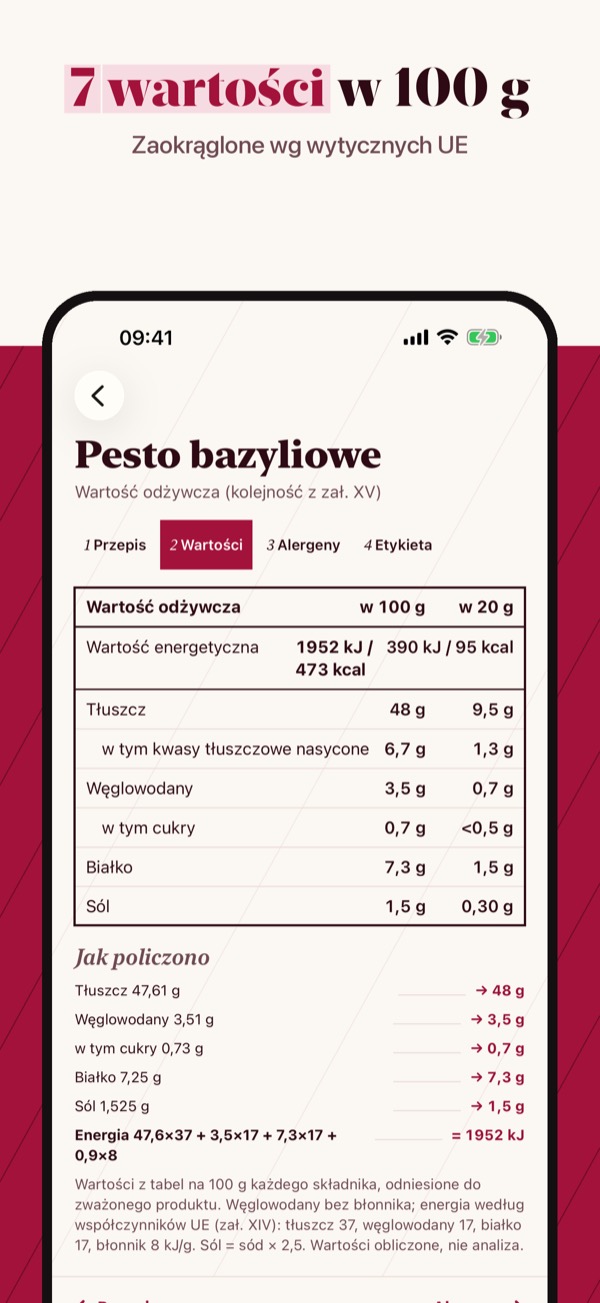 7 wartości w 100 g
Zaokrąglone wg wytycznych UE
09:41
Pesto bazyliowe
Wartość odżywcza (kolejność z zał. XV)
1 Przepis 2 Wartości 3 Alergeny 4 Etykieta
Wartość odżywcza w 100 g w 20 g
Wartość energetyczna 1952 kJ / 390 kJ / 95 kcal
473 kcal
Tłuszcz 48 g 9,5 g
w tym kwasy tłuszczowe nasycone 6,7 g 1,3 g
Węglowodany 3,5 g 0,7 g
w tym cukry 0,7 g <0,5 g
Białko 7,3 g 1,5 g
Sól 1,5 g 0,30 g
Jak policzono
Tłuszcz 47,61 g → 48 g
Węglowodany 3,51 g → 3,5 g
w tym cukry 0,73 g → 0,7 g
Białko 7,25 g → 7,3 g
Sól 1,525 g → 1,5 g
Energia 47,6×37 + 3,5×17 + 7,3×17 + = 1952 kJ
0,9×8
Wartości z tabel na 100 g każdego składnika, odniesione do
zważonego produktu. Węglowodany bez błonnika; energia według
współczynników UE (zał. XIV): tłuszcz 37, węglowodany 17, białko
17, błonnik 8 kJ/g. Sól = sód × 2,5. Wartości obliczone, nie analiza.